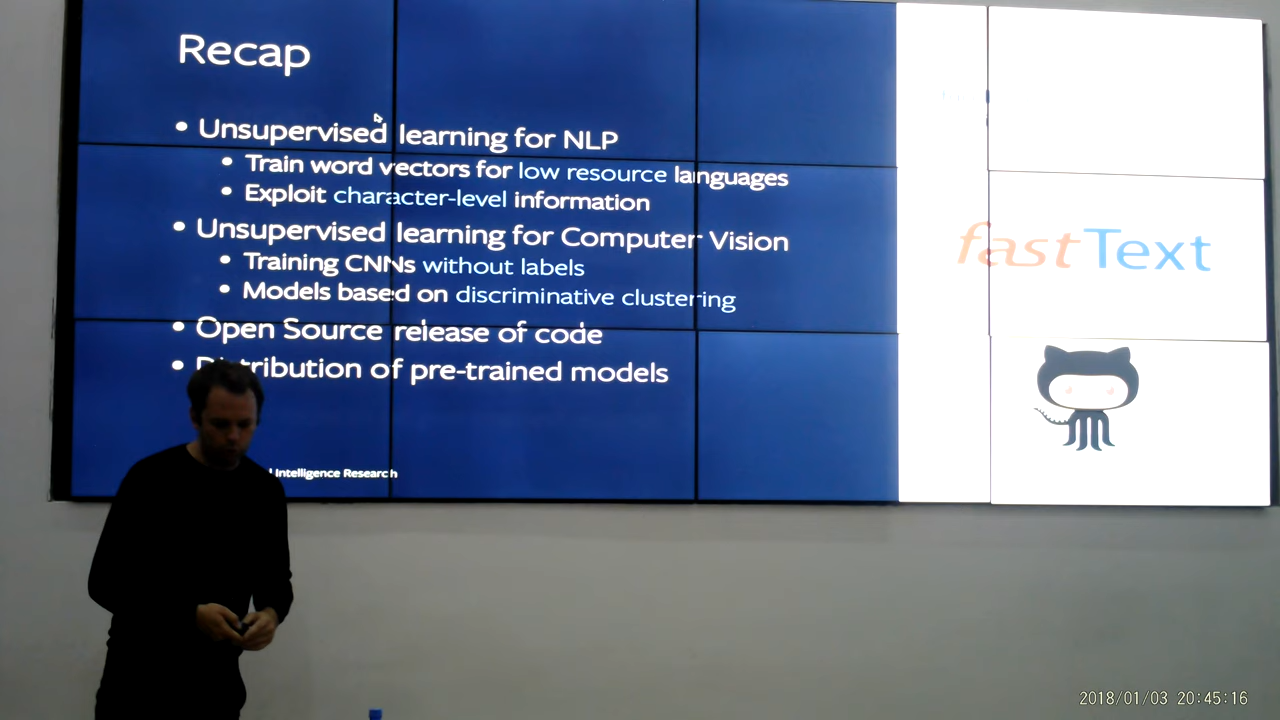 Recap
• Unsupervised learning for NLP
• Train word vectors for low resource languages
• Exploit character-level information
• Unsupervised learning for Computer Vision
• Training CNNs without labels
• Models based on discriminative clustering
• Open Source release of code
• Distribution of pre-trained models
Intelligence Research
fastText
2018/01/03 20:45:16